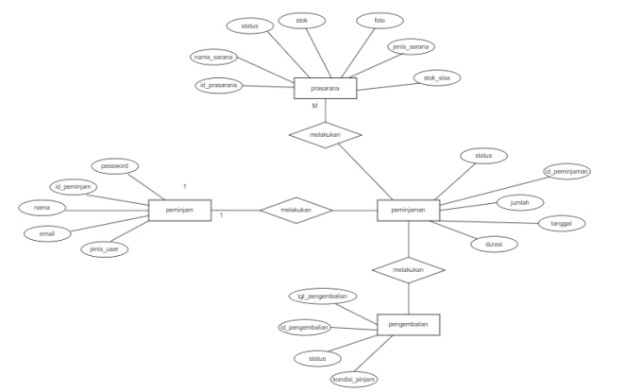 stok
foto
status
jenis_sarana
nama_sarana
stok_sisa
id_prasarana
prasarana
M
melakukan
status
password
id_peminjaman
id_peminjam
1
jumlah
nama
peminjam
1
melakukan
peminjaman
tanggal
email
jenis_user
durasi
melakukan
tgl_pengembalian
id_pengembalian
pengembalian
status
kondisi_pinjam